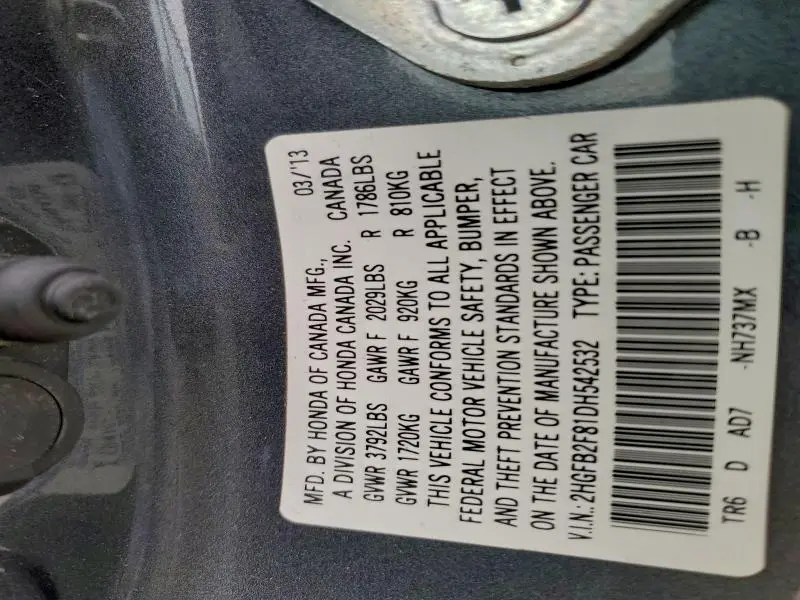 MFD. BY HONDA OF CANADA MFG., 03/'13
A DIVISION OF HONDA CANADA INC. CANADA
GVWR 3792LBS GAWR F 2029LBS R 1786LBS
GVWR 1720KG GAWR F 920KG R 810KG
THIS VEHICLE CONFORMS TO ALL APPLICABLE
FEDERAL MOTOR VEHICLE SAFETY, BUMPER,
AND THEFT PREVENTION STANDARDS IN EFFECT
ON THE DATE OF MANUFACTURE SHOWN ABOVE.
V.I.N.: 2HGFB2F81DH542532 TYPE: PASSENGER CAR
TR6 D AD7 -NH737MX -B -H